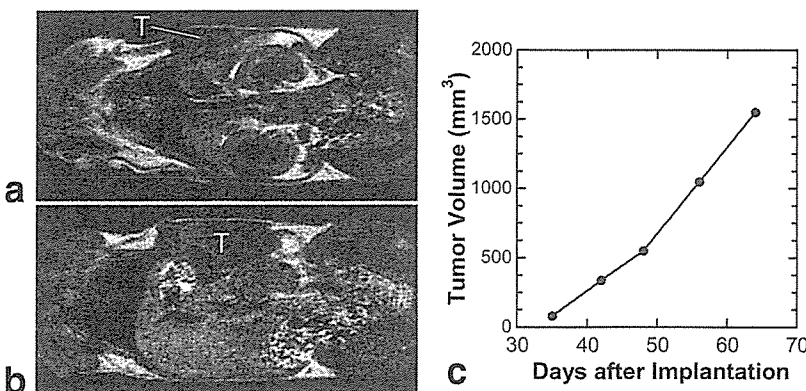 T
a
T
b
2000
1500
1000
500
0
Tumor Volume (mm³)
30 40 50 60 70
Days after Implantation
c